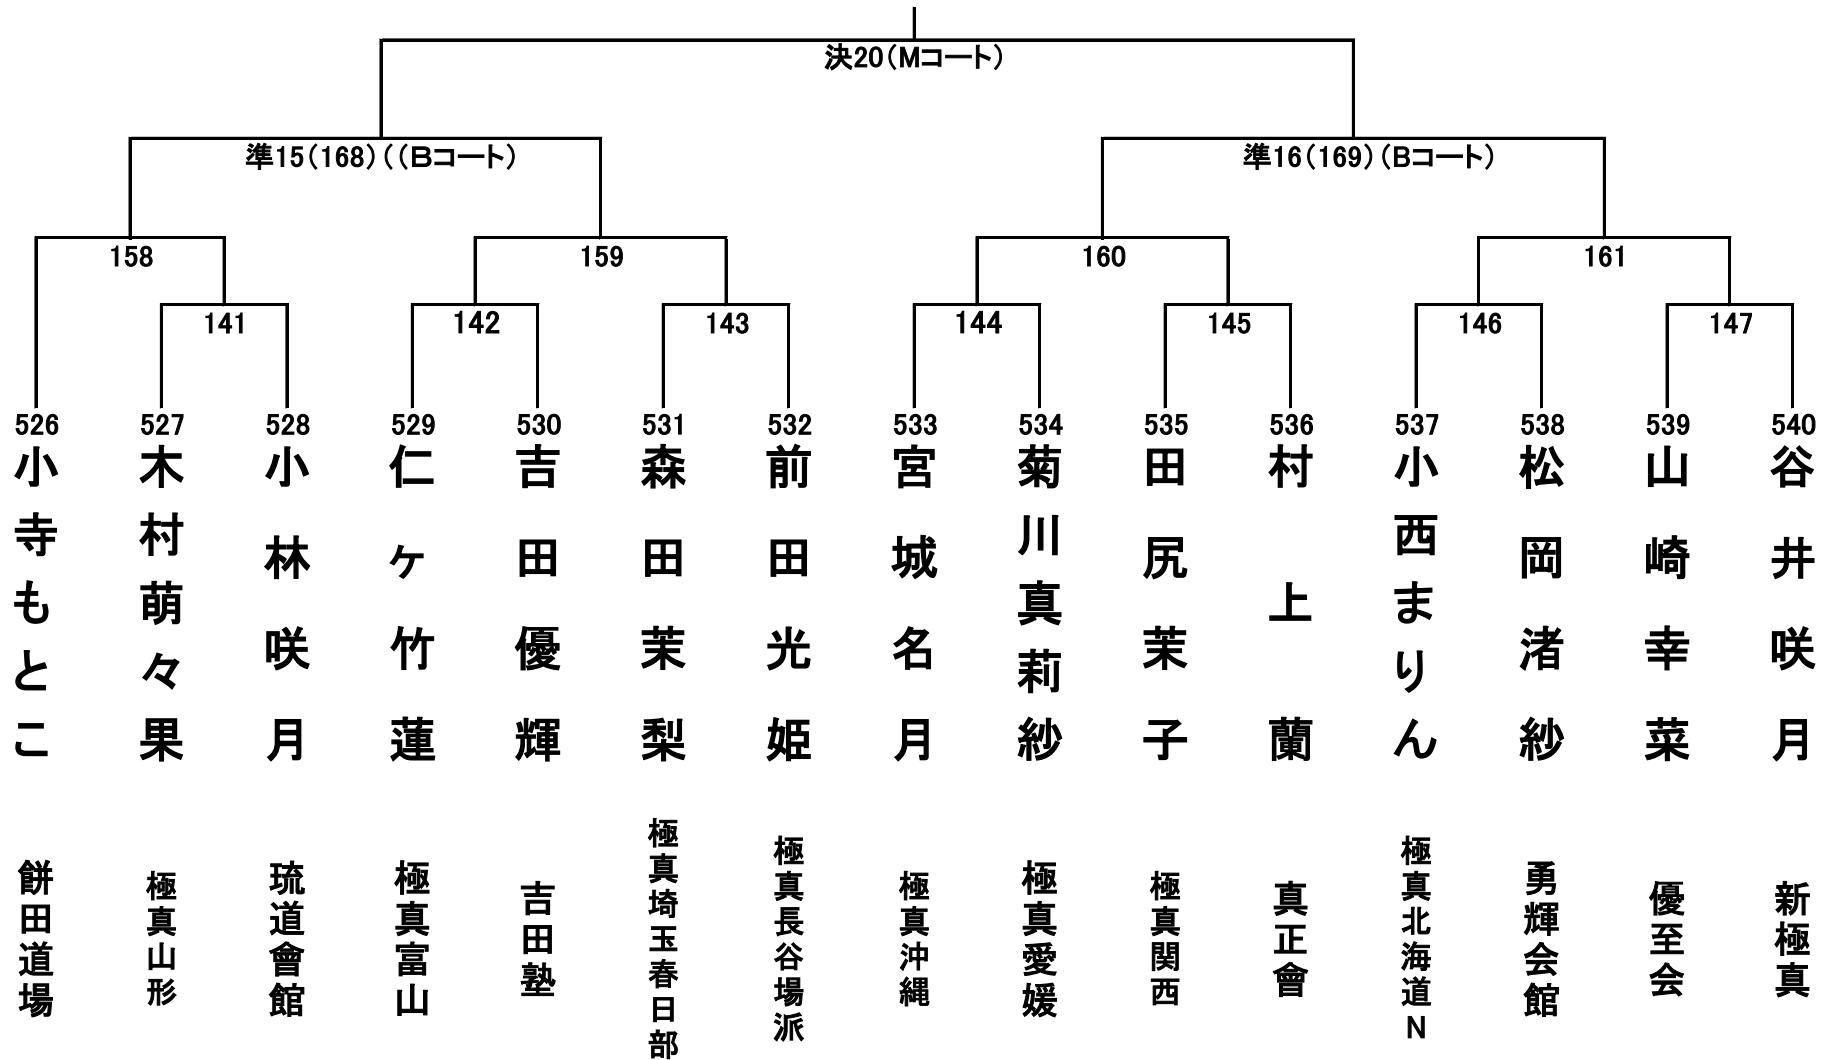 決20(Mコート)
準15(168)((Bコート)
準16(169)(Bコート)
158
159
160
161
141
142
143
144
145
146
147
526
527
528
529
530
531
532
533
534
535
536
537
538
539
540
小寺もとこ
木村萌々果
小林咲月
仁ヶ竹蓮
吉田優輝
森田茉梨
前田光姫
宮城名月
菊川真莉紗
田尻茉子
村上蘭
小西まりん
松岡渚紗
山崎幸菜
谷井咲月
餅田道場
極真山形
琉道會館
極真富山
吉田塾
極真埼玉春日部
極真長谷場派
極真沖縄
極真愛媛
極真関西
真正會
極真北海道N
勇輝会館
優至会
新極真